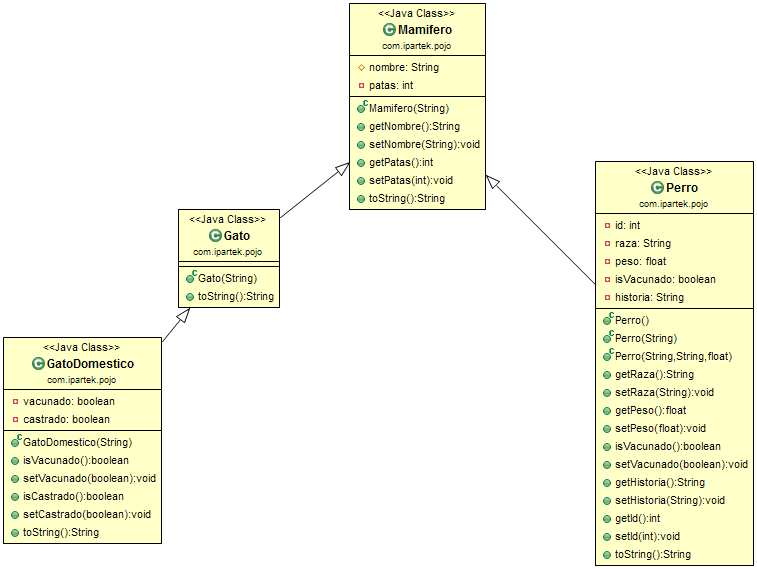 <<Java Class>>
Mamifero
com.ipartek.pojo
nombre: String
patas: int
Mamifero(String)
getNombre():String
setNombre(String):void
getPatas():int
setPatas(int):void
toString():String
<<Java Class>>
Gato
com.ipartek.pojo
Gato(String)
toString():String
<<Java Class>>
GatoDomestico
com.ipartek.pojo
vacunado: boolean
castrado: boolean
GatoDomestico(String)
isVacunado():boolean
setVacunado(boolean):void
isCastrado():boolean
setCastrado(boolean):void
toString():String
<<Java Class>>
Perro
com.ipartek.pojo
id: int
raza: String
peso: float
isVacunado: boolean
historia: String
Perro()
Perro(String)
Perro(String,String,float)
getRaza():String
setRaza(String):void
getPeso():float
setPeso(float):void
isVacunado():boolean
setVacunado(boolean):void
getHistoria():String
setHistoria(String):void
getId():int
setId(int):void
toString():String